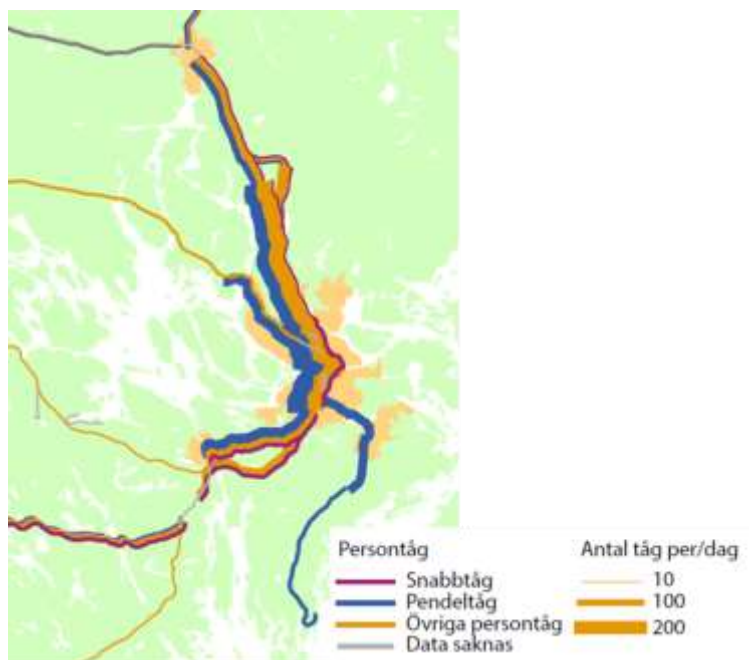 Persontåg
Snabbtåg
Pendeltåg
Övriga persontåg
Data saknas
Antal tåg per/dag
10
100
200